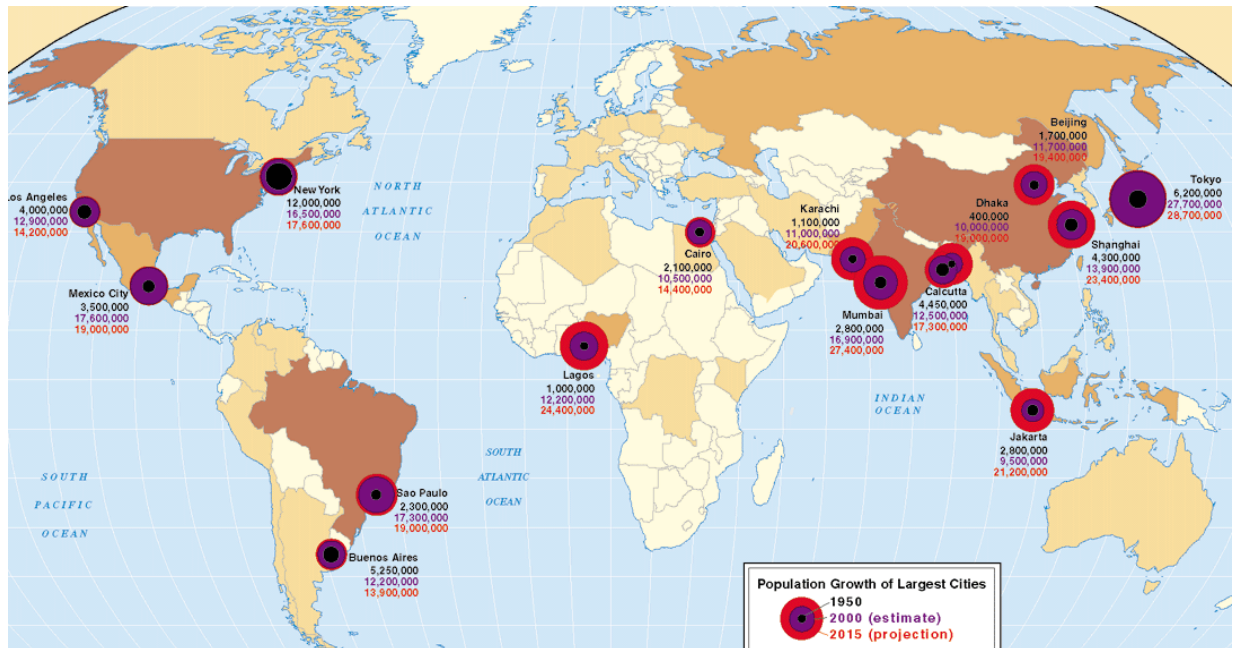 Beijing
1,700,000
11,700,000
19,400,000
Tokyo
6,200,000
27,700,000
28,700,000
Los Angeles
4,000,000
12,900,000
14,200,000
New York
12,000,000
16,500,000
17,600,000
NORTH
ATLANTIC
OCEAN
Karachi
1,100,000
11,000,000
20,600,000
Dhaka
400,000
10,000,000
19,000,000
Cairo
2,100,000
10,500,000
14,400,000
Shanghai
4,300,000
13,900,000
23,400,000
Mexico City
3,500,000
17,600,000
19,000,000
Calcutta
4,450,000
12,500,000
17,300,000
Mumbai
2,800,000
16,900,000
27,400,000
Lagos
1,000,000
12,200,000
24,400,000
INDIAN
OCEAN
Jakarta
2,800,000
9,500,000
21,200,000
SOUTH
PACIFIC
OCEAN
SOUTH
ATLANTIC
OCEAN
Sao Paulo
2,300,000
17,300,000
19,000,000
Buenos Aires
5,250,000
12,200,000
13,900,000
Population Growth of Largest Cities
1950
2000 (estimate)
2015 (projection)